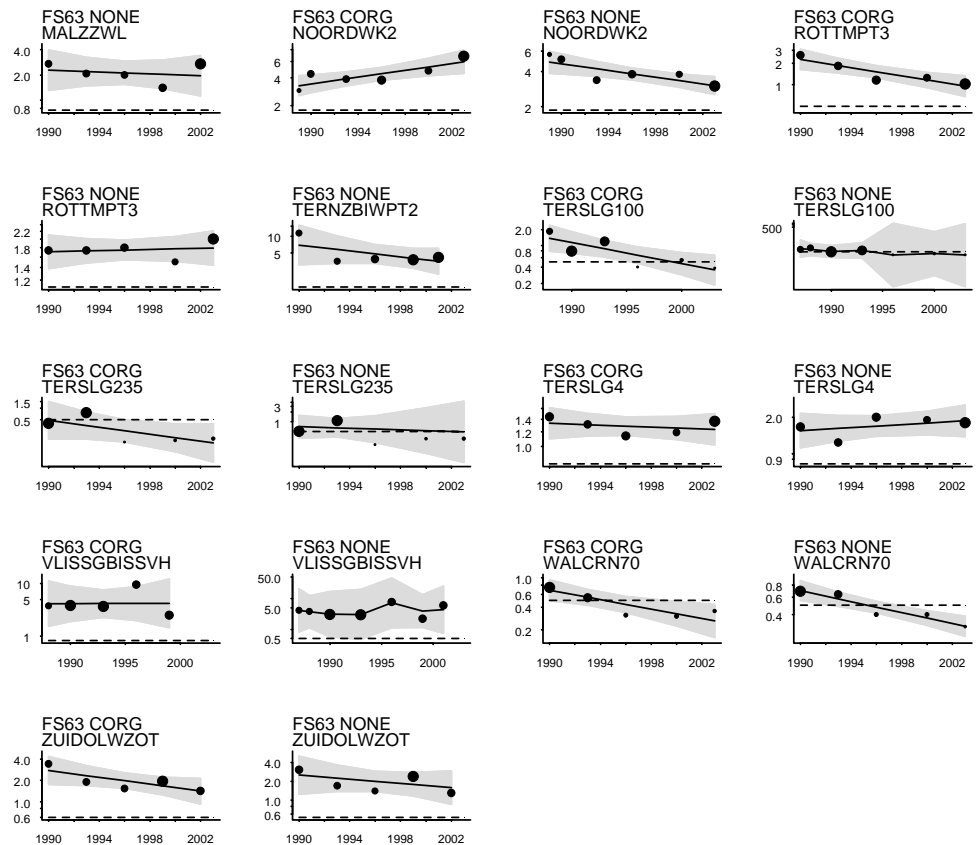 FS63 NONE
MALZZWL
4.0
2.0
0.8
1990 1994 1998 2002
FS63 CORG
NOORDWK2
6
4
2
1990 1994 1998 2002
FS63 NONE
NOORDWK2
6
4
2
1990 1994 1998 2002
FS63 CORG
ROTTMPT3
3
2
1
1990 1994 1998 2002
FS63 NONE
ROTTMPT3
2.2
1.8
1.4
1.2
1990 1994 1998 2002
FS63 NONE
TERNZBIWPT2
10
5
1990 1994 1998 2002
FS63 CORG
TERSLG100
2.0
0.8
0.4
0.2
1990 1995 2000
FS63 NONE
TERSLG100
500
1990 1995 2000
FS63 CORG
TERSLG235
1.5
0.5
1990 1994 1998 2002
FS63 NONE
TERSLG235
3
1
1990 1994 1998 2002
FS63 CORG
TERSLG4
1.4
1.2
1.0
1990 1994 1998 2002
FS63 NONE
TERSLG4
2.0
0.9
1990 1994 1998 2002
FS63 CORG
VLISSGBISSVH
10
5
1
1990 1995 2000
FS63 NONE
VLISSGBISSVH
50.0
5.0
0.5
1990 1995 2000
FS63 CORG
WALCRN70
1.0
0.6
0.4
0.2
1990 1994 1998 2002
FS63 NONE
WALCRN70
0.8
0.6
0.4
1990 1994 1998 2002
FS63 CORG
ZUIDOLWZOT
4.0
2.0
1.0
0.6
1990 1994 1998 2002
FS63 NONE
ZUIDOLWZOT
4.0
2.0
1.0
0.6
1990 1994 1998 2002